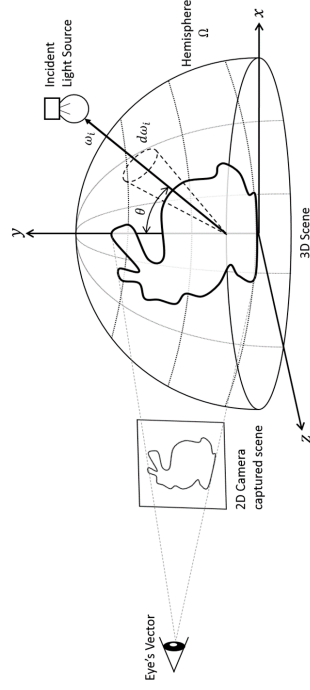 Incident
Light Source
Hemisphere
Ω
y
x
z
ω_i
dω_i
θ
Eye's Vector
2D Camera
captured scene
3D Scene